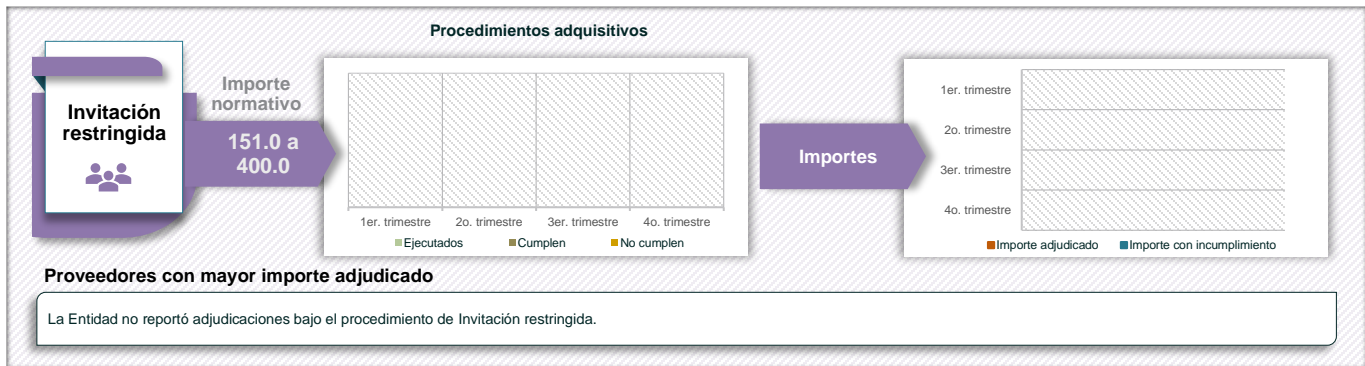 Procedimientos adquisitivos
Invitación
restringida
Importe
normativo
151.0 a
400.0
1er. trimestre 2o. trimestre 3er. trimestre 4o. trimestre
Ejecutados Cumplen No cumplen
Importes
1er. trimestre
2o. trimestre
3er. trimestre
4o. trimestre
Importe adjudicado Importe con incumplimiento
Proveedores con mayor importe adjudicado
La Entidad no reportó adjudicaciones bajo el procedimiento de Invitación restringida.